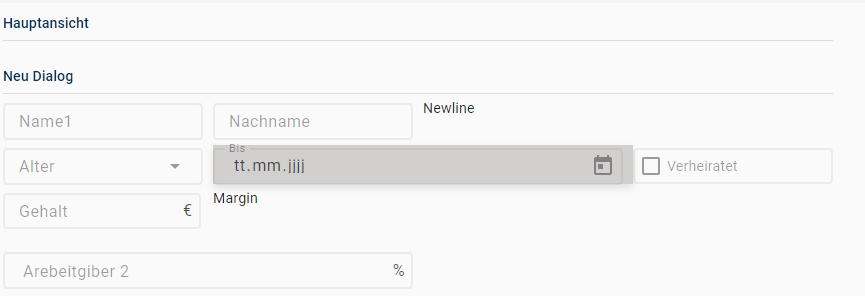 Hauptansicht
Neu Dialog
Name1 Nachname Newline
Bis
Alter tt.mm.jjjj Verheiratet
Gehalt € Margin
Arebeitgiber 2 %